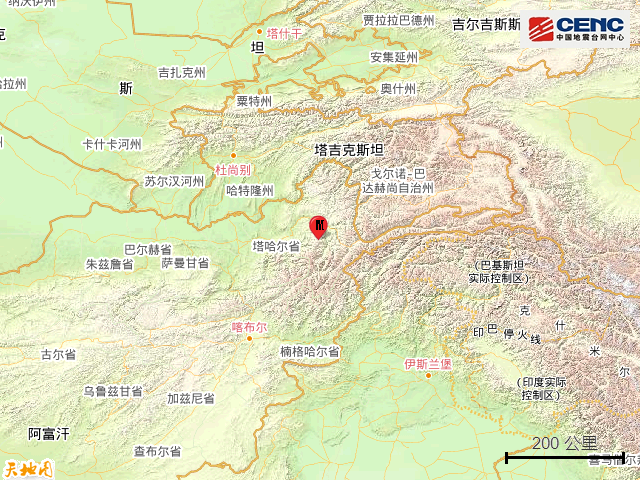 纳沃伊州
贾拉拉巴德州
吉尔吉斯斯
CENC
中国地震台网中心
塔什干
坦
安集延州
吉扎克州
斯
奥什州
粟特州
卡什卡河州
塔吉克斯坦
杜尚别
戈尔诺-巴
达赫尚自治州
苏尔汉河州
哈特隆州
M
塔哈尔省
巴尔赫省
朱兹詹省
萨曼甘省
(巴基斯坦
实际控制区)
克
什
米
尔
印巴停火线
喀布尔
楠格哈尔省
古尔省
伊斯兰堡
乌鲁兹甘省
加兹尼省
(印度实际
控制区)
阿富汗
200 公里
查布尔省
天地图